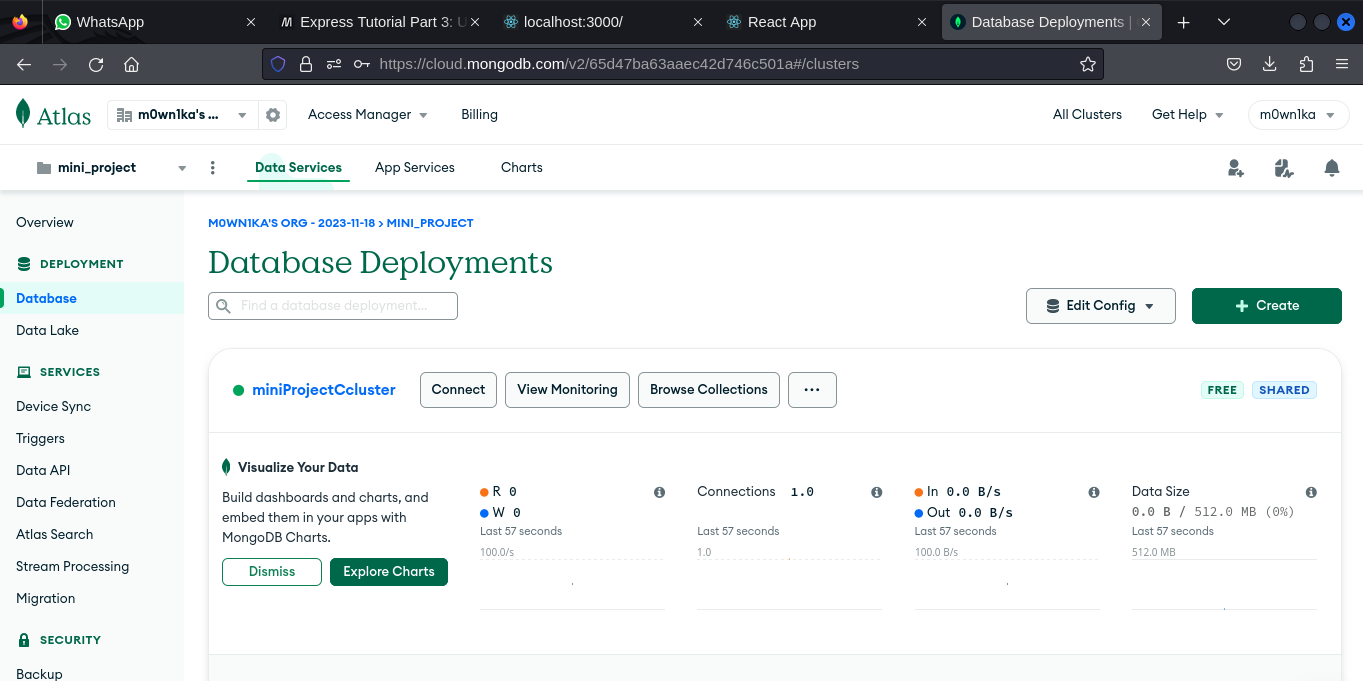 WhatsApp
Express Tutorial Part 3: U
localhost:3000/
React App
Database Deployments |
https://cloud.mongodb.com/v2/65d47ba63aaec42d746c501a#/clusters
Atlas
m0wn1ka's ...
Access Manager
Billing
All Clusters
Get Help
m0wn1ka
mini_project
Data Services
App Services
Charts
Overview
DEPLOYMENT
Database
Data Lake
SERVICES
Device Sync
Triggers
Data API
Data Federation
Atlas Search
Stream Processing
Migration
SECURITY
Backup
M0WN1KA'S ORG - 2023-11-18 > MINI_PROJECT
Database Deployments
Find a database deployment...
Edit Config
+ Create
miniProjectCcluster
Connect
View Monitoring
Browse Collections
...
FREE
SHARED
Visualize Your Data
Build dashboards and charts, and
embed them in your apps with
MongoDB Charts.
Dismiss
Explore Charts
R 0
W 0
Last 57 seconds
100.0/s
Connections 1.0
Last 57 seconds
1.0
In 0.0 B/s
Out 0.0 B/s
Last 57 seconds
100.0 B/s
Data Size
0.0 B / 512.0 MB (0%)
Last 57 seconds
512.0 MB